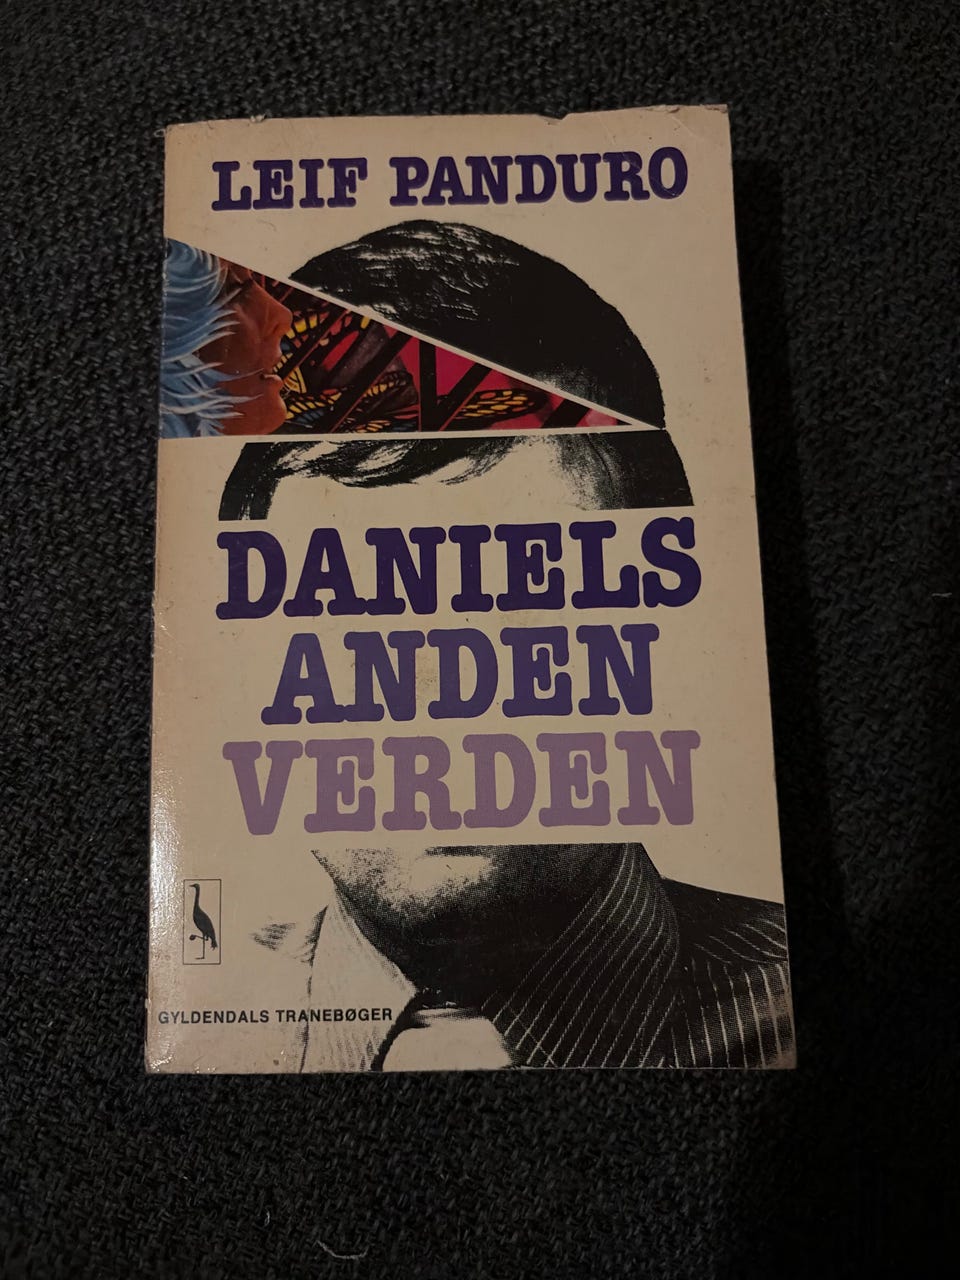 LEIF PANDURO
DANIELS
ANDEN
VERDEN
GYLDENDALS TRANEBØGER